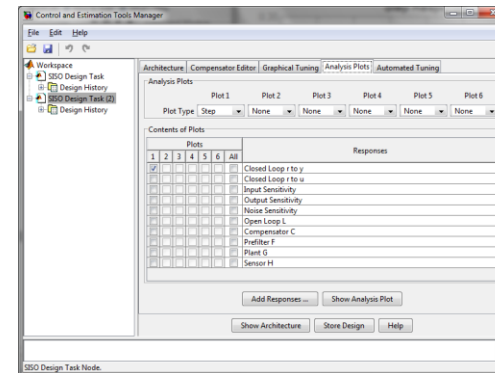 Control and Estimation Tools Manager
File Edit Help
Workspace
SISO Design Task
Design History
SISO Design Task (2)
Design History
Architecture Compensator Editor Graphical Tuning Analysis Plots Automated Tuning
Analysis Plots
Plot 1 Plot 2 Plot 3 Plot 4 Plot 5 Plot 6
Plot Type Step None None None None None
Contents of Plots
Plots
Responses
1 2 3 4 5 6 All
Closed Loop r to y
Closed Loop r to u
Input Sensitivity
Output Sensitivity
Noise Sensitivity
Open Loop L
Compensator C
Prefilter F
Plant G
Sensor H
Add Responses ... Show Analysis Plot
Show Architecture Store Design Help
SISO Design Task Node.